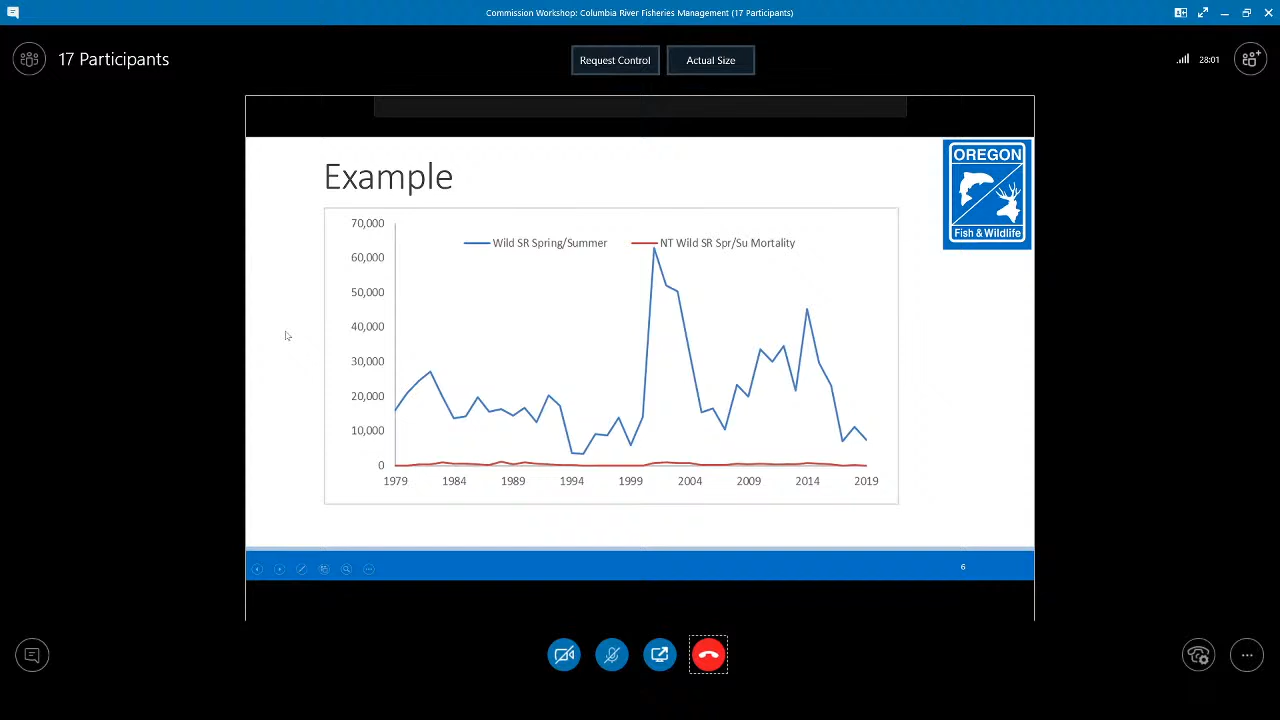 Commission Workshop: Columbia River Fisheries Management (17 Participants)
17 Participants
Request Control
Actual Size
28:01
Example
OREGON
Fish & Wildlife
Wild SR Spring/Summer
NT Wild SR Spr/Su Mortality
70,000
60,000
50,000
40,000
30,000
20,000
10,000
0
1979 1984 1989 1994 1999 2004 2009 2014 2019
6